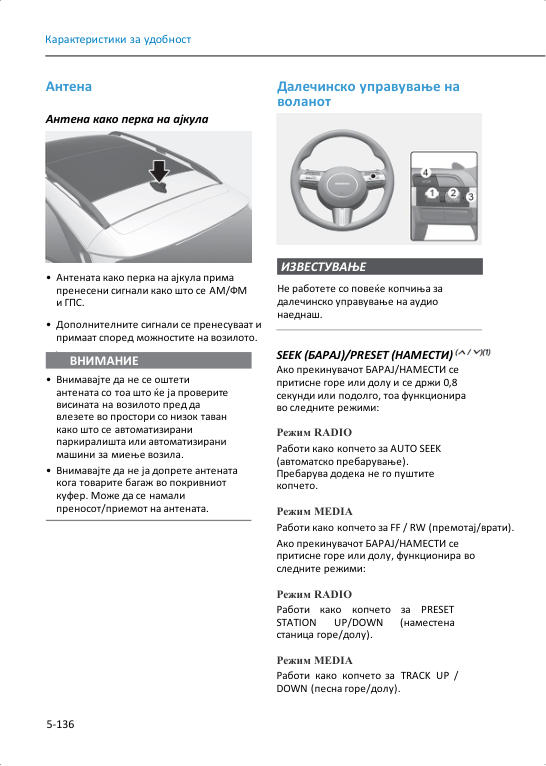 Карактеристики за удобност
Антена
Антена како перка на ајкула
• Антената како перка на ајкула прима
пренесени сигнали како што се АМ/ФМ
и ГПС.
• Дополнителните сигнали се пренесуваат и
примаат според можностите на возилото.
ВНИМАНИЕ
• Внимавајте да не се оштети
антената со тоа што ќе ја проверите
висината на возилото пред да
влезете во простори со низок таван
како што се автоматизирани
паркиралишта или автоматизирани
машини за миење возила.
• Внимавајте да не ја допрете антената
кога товарите багаж во покривниот
куфер. Може да се намали
преносот/приемот на антената.
Далечинско управување на
воланот
4
1
2
3
ИЗВЕСТУВАЊЕ
Не работете со повеќе копчиња за
далечинско управување на аудио
наеднаш.
SEEK (БАРАЈ)/PRESET (НАМЕСТИ) (˄ / ˅)(1)
Ако прекинувачот БАРАЈ/НАМЕСТИ се
притисне горе или долу и се држи 0,8
секунди или подолго, тоа функционира
во следните режими:
Режим RADIO
Работи како копчето за AUTO SEEK
(автоматско пребарување).
Пребарува додека не го пуштите
копчето.
Режим MEDIA
Работи како копчето за FF / RW (премотај/врати).
Ако прекинувачот БАРАЈ/НАМЕСТИ се
притисне горе или долу, функционира во
следните режими:
Режим RADIO
Работи како копчето за PRESET
STATION UP/DOWN (наместена
станица горе/долу).
Режим MEDIA
Работи како копчето за TRACK UP /
DOWN (песна горе/долу).
5-136